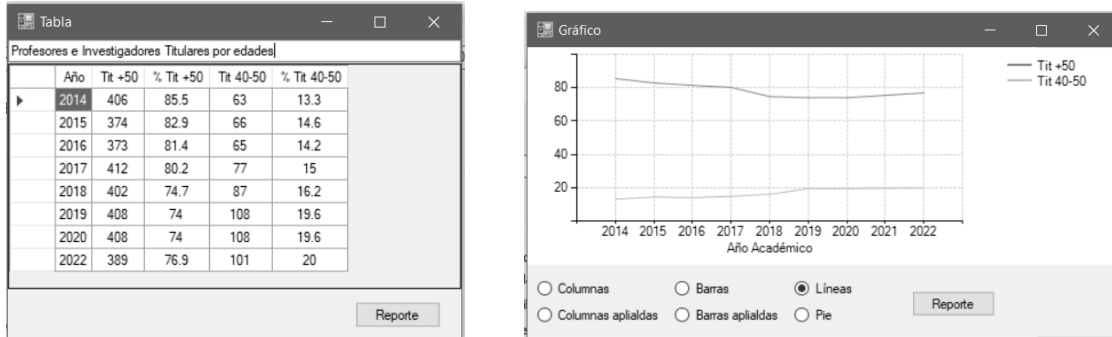 Tabla
Profesores e Investigadores Titulares por edades
Año Tit +50 % Tit +50 Tit 40-50 % Tit 40-50
2014 406 85.5 63 13.3
2015 374 82.9 66 14.6
2016 373 81.4 65 14.2
2017 412 80.2 77 15
2018 402 74.7 87 16.2
2019 408 74 108 19.6
2020 408 74 108 19.6
2022 389 76.9 101 20
Reporte
Gráfico
Tit +50
Tit 40-50
80
60
40
20
2014 2015 2016 2017 2018 2019 2020 2021 2022
Año Académico
Columnas Barras Líneas
Columnas aplialdas Barras aplialdas Pie
Reporte